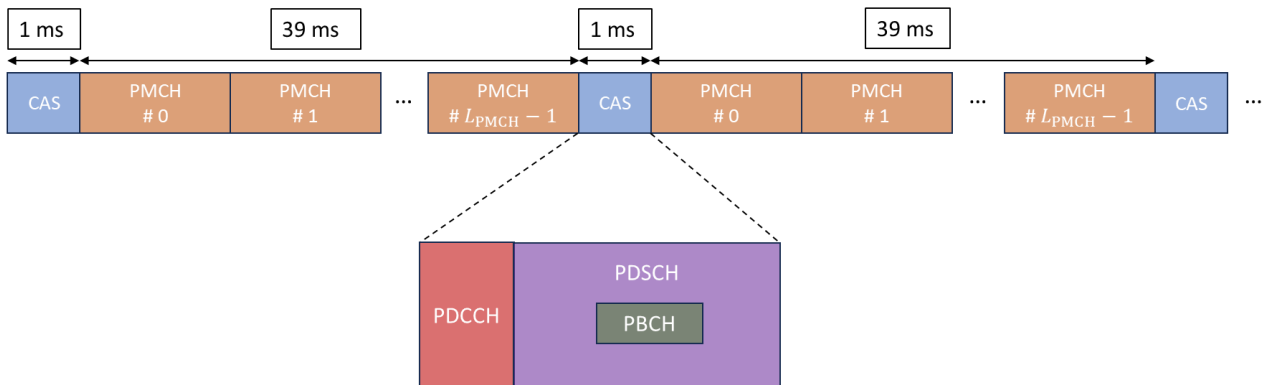 1 ms
39 ms
1 ms
39 ms
CAS
PMCH
# 0
PMCH
# 1
...
PMCH
# L_PMCH − 1
CAS
PMCH
# 0
PMCH
# 1
...
PMCH
# L_PMCH − 1
CAS
...
PDCCH
PDSCH
PBCH